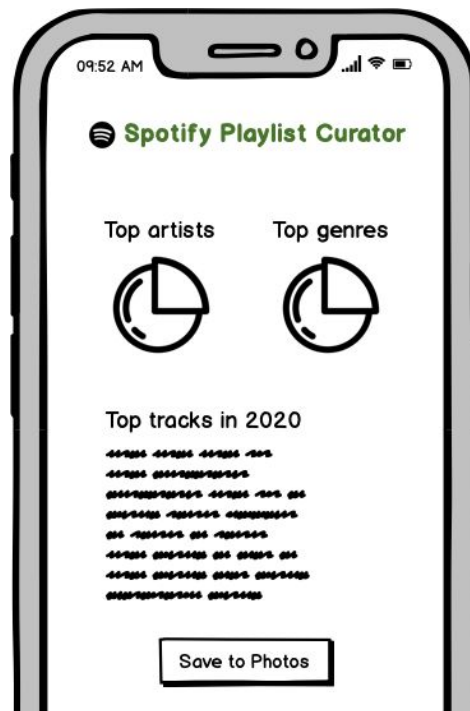 09:52 AM
Spotify Playlist Curator
Top artists Top genres
Top tracks in 2020
Save to Photos